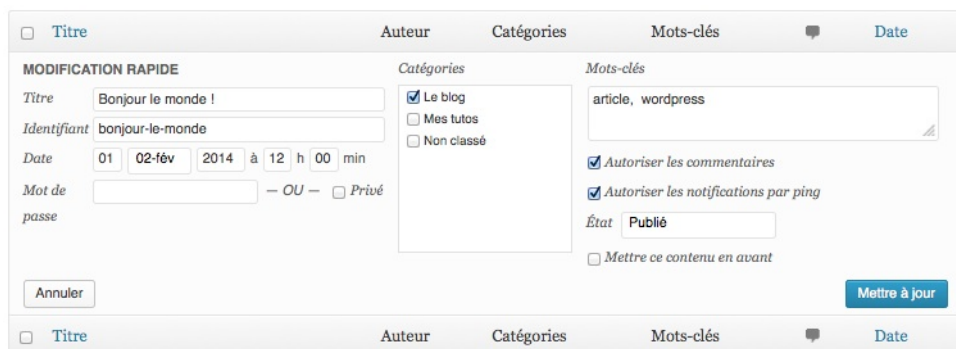 Titre Auteur Catégories Mots-clés Date
MODIFICATION RAPIDE
Titre Bonjour le monde !
Identifiant bonjour-le-monde
Date 01 02-fév 2014 à 12 h 00 min
Mot de passe — OU — Privé
Catégories
Le blog
Mes tutos
Non classé
Mots-clés
article, wordpress
Autoriser les commentaires
Autoriser les notifications par ping
État Publié
Mettre ce contenu en avant
Annuler Mettre à jour
Titre Auteur Catégories Mots-clés Date